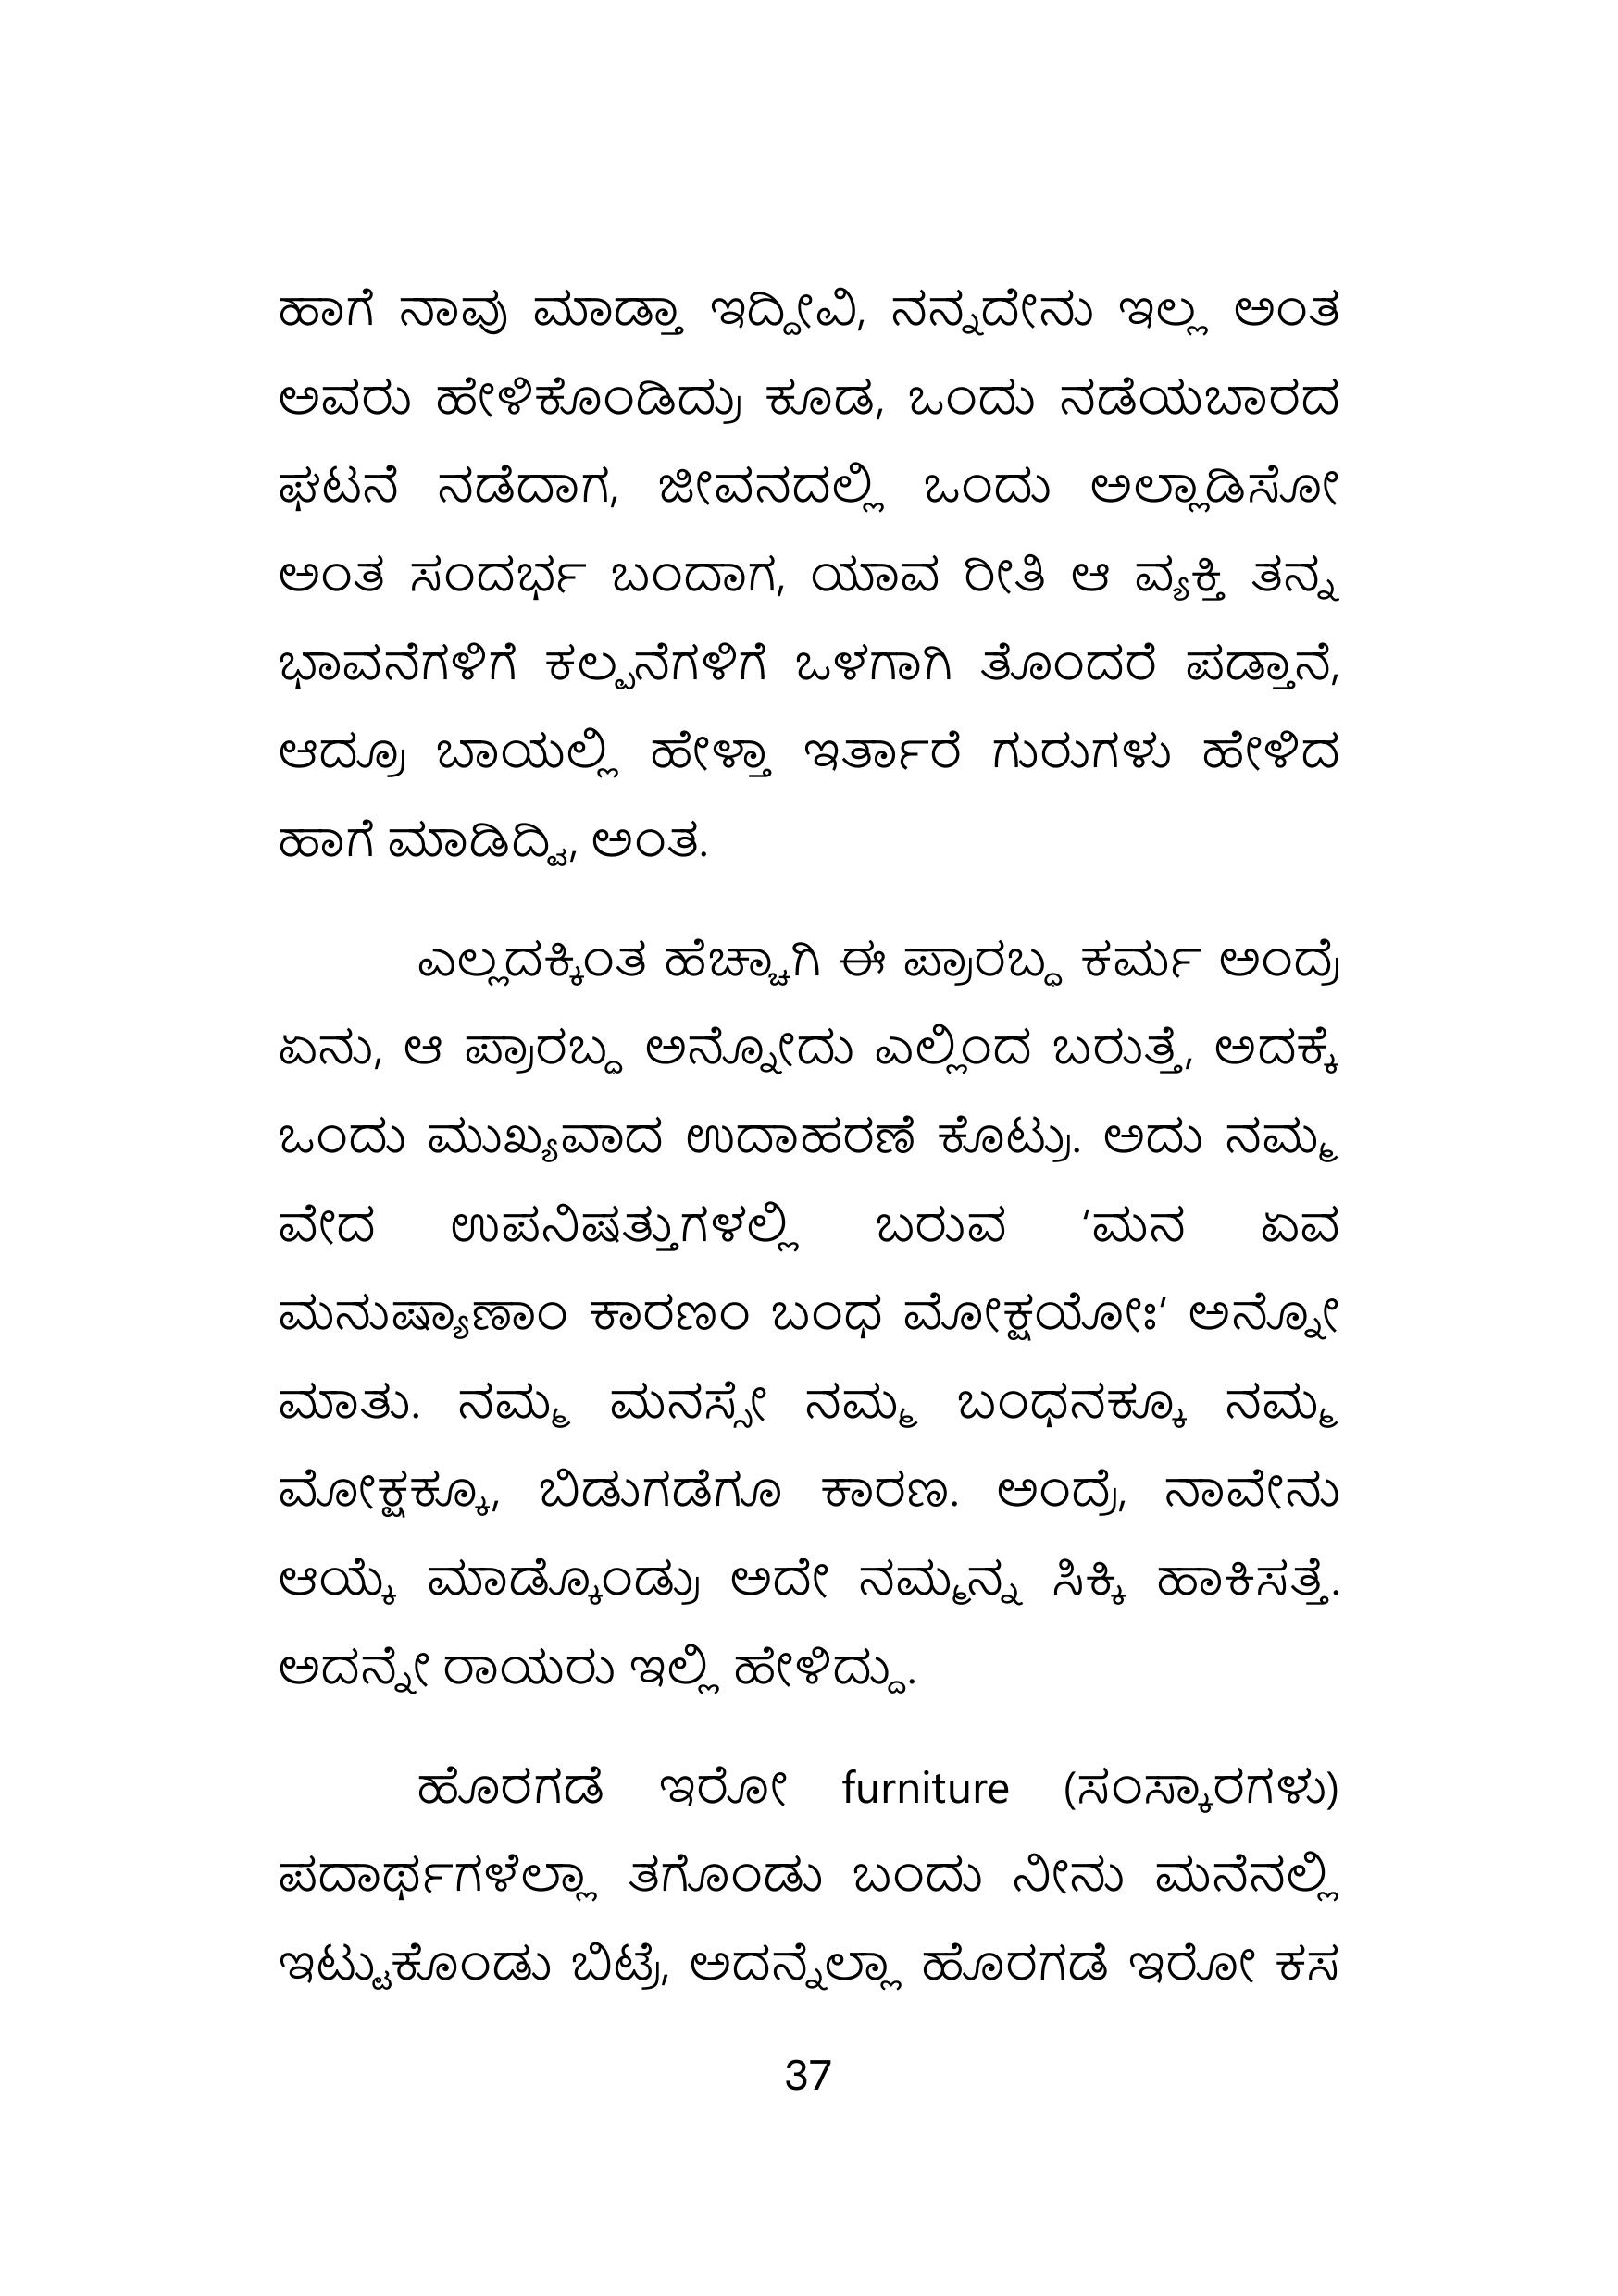 ಹಾಗೆ ನಾವು ಮಾಡ್ತಾ ಇದ್ದೀವಿ, ನನ್ನದೇನು ಇಲ್ಲ ಅಂತ
ಅವರು ಹೇಳಿಕೊಂಡಿದ್ರು ಕೂಡ, ಒಂದು ನಡೆಯಬಾರದ
ಘಟನೆ ನಡೆದಾಗ, ಜೀವನದಲ್ಲಿ ಒಂದು ಅಲ್ಲಾಡಿಸೋ
ಅಂತ ಸಂದರ್ಭ ಬಂದಾಗ, ಯಾವ ರೀತಿ ಆ ವ್ಯಕ್ತಿ ತನ್ನ
ಭಾವನೆಗಳಿಗೆ ಕಲ್ಪನೆಗಳಿಗೆ ಒಳಗಾಗಿ ತೊಂದರೆ ಪಡ್ತಾನೆ,
ಆದ್ರೂ ಬಾಯಲ್ಲಿ ಹೇಳ್ತಾ ಇರ್ತಾರೆ ಗುರುಗಳು ಹೇಳಿದ
ಹಾಗೆ ಮಾಡಿದ್ವಿ, ಅಂತ.
ಎಲ್ಲದಕ್ಕಿಂತ ಹೆಚ್ಚಾಗಿ ಈ ಪ್ರಾರಬ್ಧ ಕರ್ಮ ಅಂದ್ರೆ
ಏನು, ಆ ಪ್ರಾರಬ್ಧ ಅನ್ನೋದು ಎಲ್ಲಿಂದ ಬರುತ್ತೆ, ಅದಕ್ಕೆ
ಒಂದು ಮುಖ್ಯವಾದ ಉದಾಹರಣೆ ಕೊಟ್ರು. ಅದು ನಮ್ಮ
ವೇದ ಉಪನಿಷತ್ತುಗಳಲ್ಲಿ ಬರುವ ‘ಮನ ಏವ
ಮನುಷ್ಯಾಣಾಂ ಕಾರಣಂ ಬಂಧ ಮೋಕ್ಷಯೋಃ’ ಅನ್ನೋ
ಮಾತು. ನಮ್ಮ ಮನಸ್ಸೇ ನಮ್ಮ ಬಂಧನಕ್ಕೂ ನಮ್ಮ
ಮೋಕ್ಷಕ್ಕೂ, ಬಿಡುಗಡೆಗೂ ಕಾರಣ. ಅಂದ್ರೆ, ನಾವೇನು
ಆಯ್ಕೆ ಮಾಡ್ಕೊಂಡ್ರು ಅದೇ ನಮ್ಮನ್ನ ಸಿಕ್ಕಿ ಹಾಕಿಸತ್ತೆ.
ಅದನ್ನೇ ರಾಯರು ಇಲ್ಲಿ ಹೇಳಿದ್ದು.
ಹೊರಗಡೆ ಇರೋ furniture (ಸಂಸ್ಕಾರಗಳು)
ಪದಾರ್ಥಗಳೆಲ್ಲಾ ತಗೊಂಡು ಬಂದು ನೀನು ಮನೆನಲ್ಲಿ
ಇಟ್ಟುಕೊಂಡು ಬಿಟ್ರೆ, ಅದನ್ನೆಲ್ಲಾ ಹೊರಗಡೆ ಇರೋ ಕಸ
37